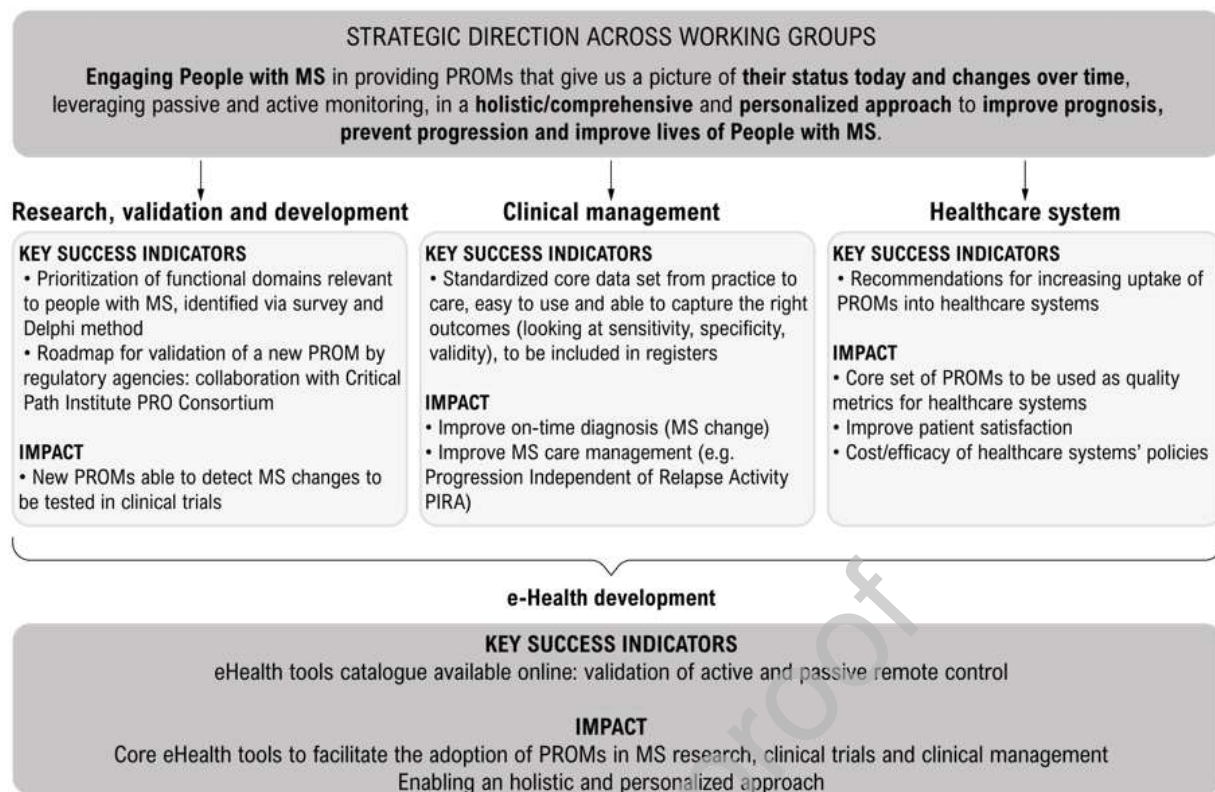 STRATEGIC DIRECTION ACROSS WORKING GROUPS
Engaging People with MS in providing PROMs that give us a picture of their status today and changes over time,
leveraging passive and active monitoring, in a holistic/comprehensive and personalized approach to improve prognosis,
prevent progression and improve lives of People with MS.
Research, validation and development
KEY SUCCESS INDICATORS
• Prioritization of functional domains relevant
to people with MS, identified via survey and
Delphi method
• Roadmap for validation of a new PROM by
regulatory agencies: collaboration with Critical
Path Institute PRO Consortium
IMPACT
• New PROMs able to detect MS changes to
be tested in clinical trials
Clinical management
KEY SUCCESS INDICATORS
• Standardized core data set from practice to
care, easy to use and able to capture the right
outcomes (looking at sensitivity, specificity,
validity), to be included in registers
IMPACT
• Improve on-time diagnosis (MS change)
• Improve MS care management (e.g.
Progression Independent of Relapse Activity
PIRA)
Healthcare system
KEY SUCCESS INDICATORS
• Recommendations for increasing uptake of
PROMs into healthcare systems
IMPACT
• Core set of PROMs to be used as quality
metrics for healthcare systems
• Improve patient satisfaction
• Cost/efficacy of healthcare systems' policies
e-Health development
KEY SUCCESS INDICATORS
eHealth tools catalogue available online: validation of active and passive remote control
IMPACT
Core eHealth tools to facilitate the adoption of PROMs in MS research, clinical trials and clinical management
Enabling an holistic and personalized approach
proof